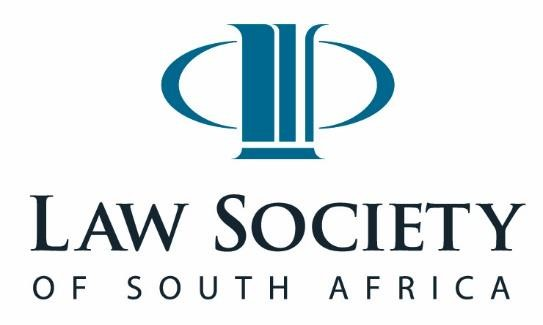 LAW SOCIETY
OF SOUTH AFRICA